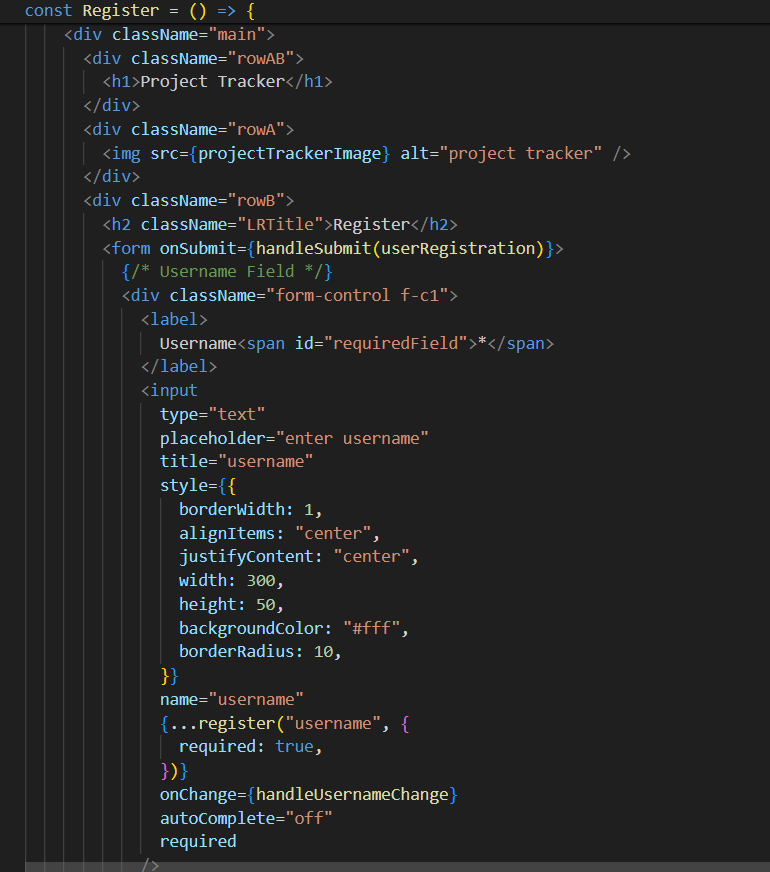 const Register = () => {
<div className="main">
<div className="rowAB">
<h1>Project Tracker</h1>
</div>
<div className="rowA">
<img src={projectTrackerImage} alt="project tracker" />
</div>
<div className="rowB">
<h2 className="LRTitle">Register</h2>
<form onSubmit={handleSubmit(userRegistration)}>
{/* Username Field */}
<div className="form-control f-c1">
<label>
Username<span id="requiredField">*</span>
</label>
<input
type="text"
placeholder="enter username"
title="username"
style={{
borderWidth: 1,
alignItems: "center",
justifyContent: "center",
width: 300,
height: 50,
backgroundColor: "#fff",
borderRadius: 10,
}}
name="username"
{...register("username", {
required: true,
})}
onChange={handleUsernameChange}
autoComplete="off"
required
/>